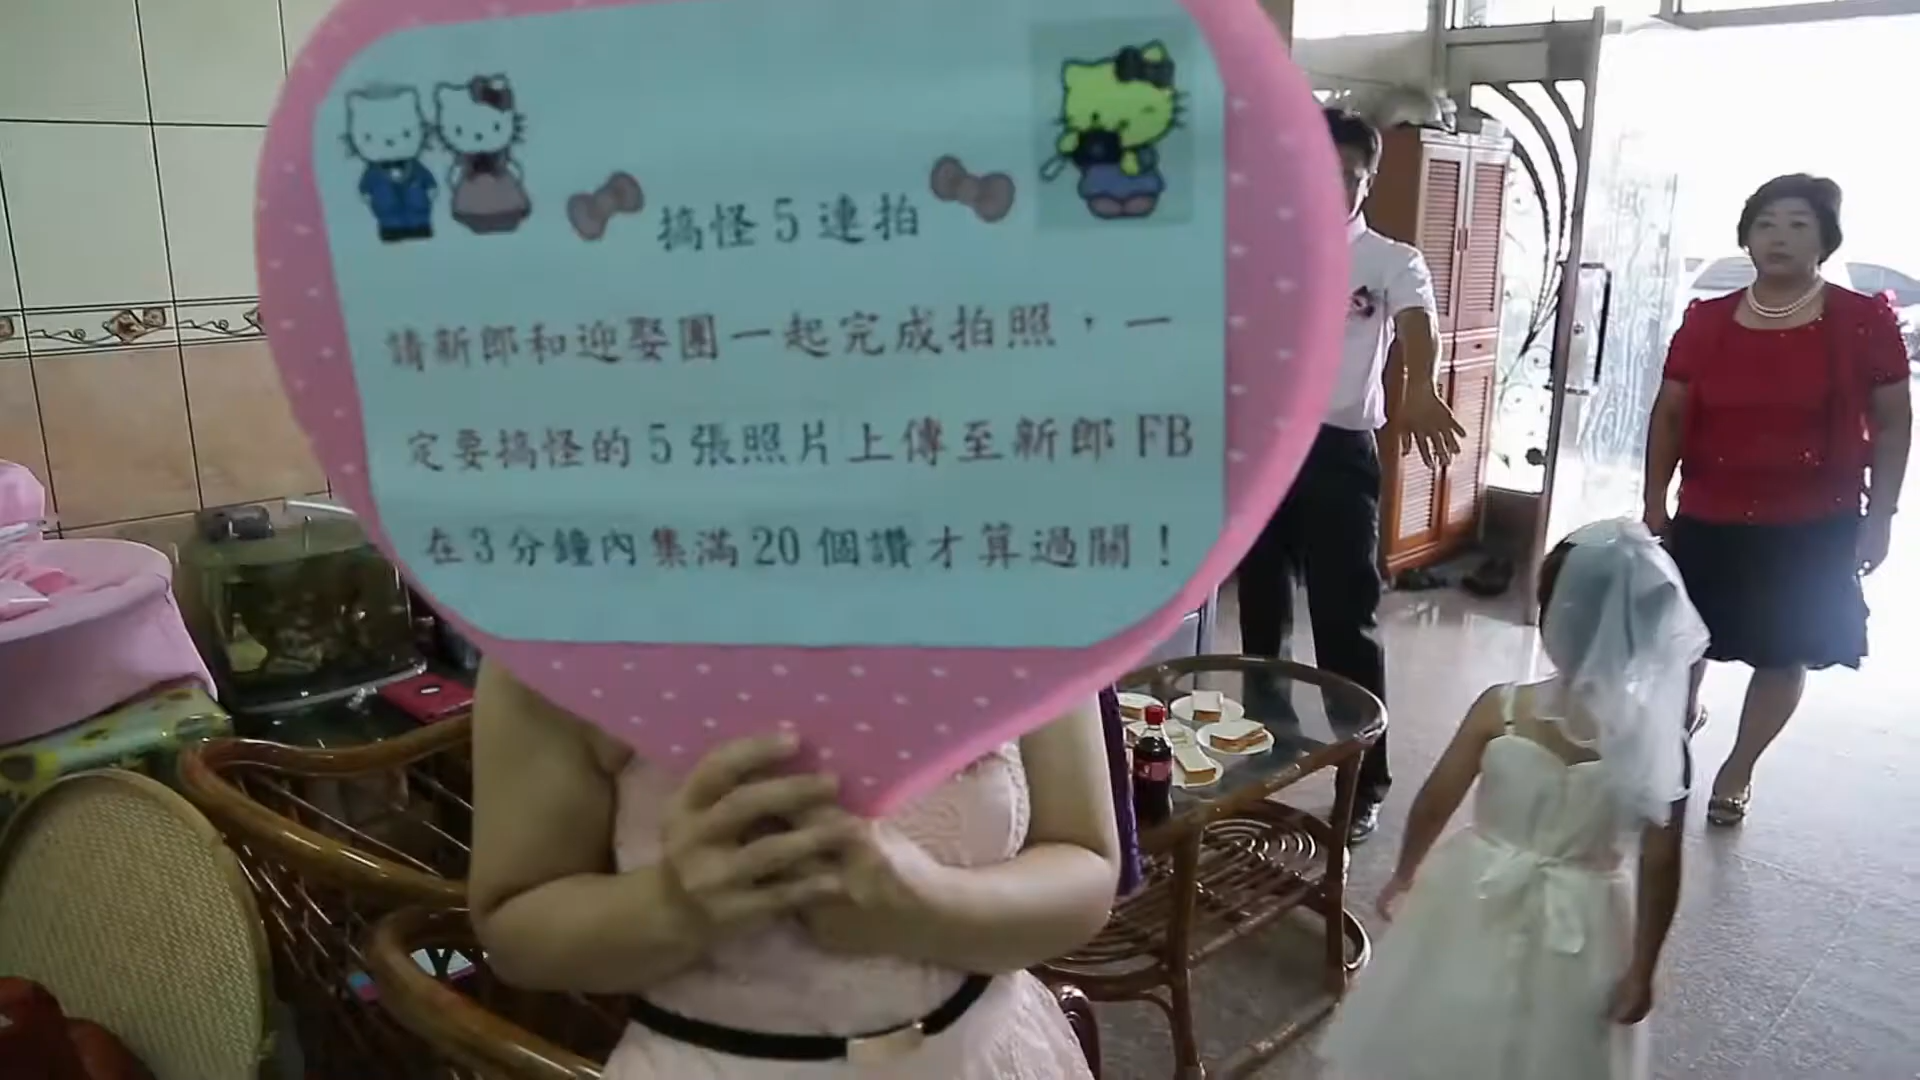 搞怪5連拍
請新郎和迎娶團一起完成拍照，一
定要搞怪的5張照片上傳至新郎FB
在3分鐘內集滿20個讚才算過關！